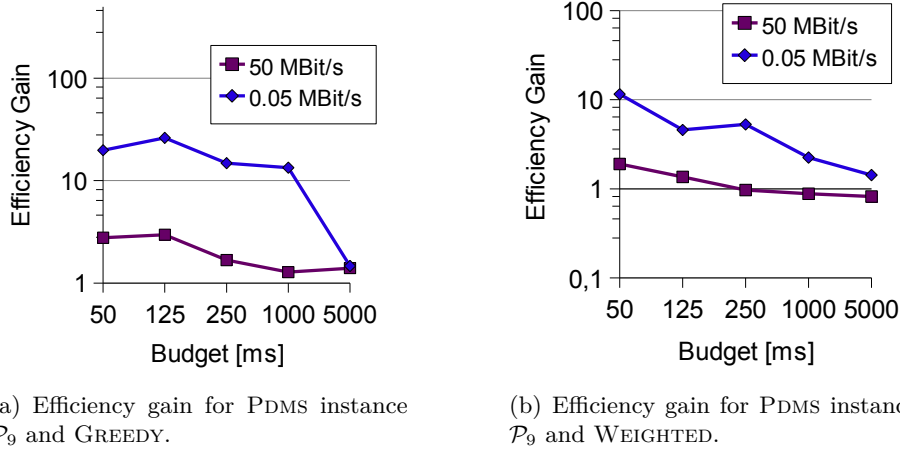 50 MBit/s
0.05 MBit/s
Efficiency Gain
100
10
1
50 125 250 1000 5000
Budget [ms]
a) Efficiency gain for PDMS instance
P9 and GREEDY.
50 MBit/s
0.05 MBit/s
Efficiency Gain
100
10
1
0,1
50 125 250 1000 5000
Budget [ms]
(b) Efficiency gain for PDMS instanc
P9 and WEIGHTED.